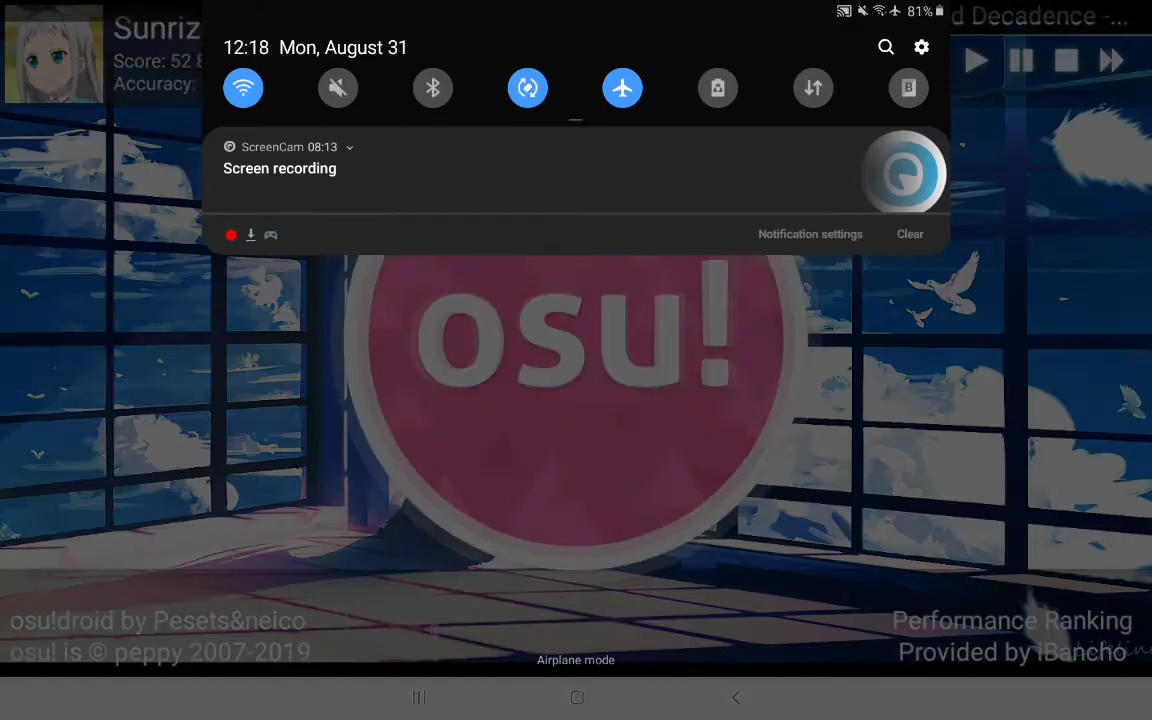 81%
12:18 Mon, August 31
Sunriz
Score: 52 8
Accuracy:
d Decadence -...
B
ScreenCam 08:13
Screen recording
Notification settings
Clear
osu!
osu!droid by Pesets&neico
osu! is © peppy 2007-2019
Performance Ranking
Provided by iBancho
Airplane mode